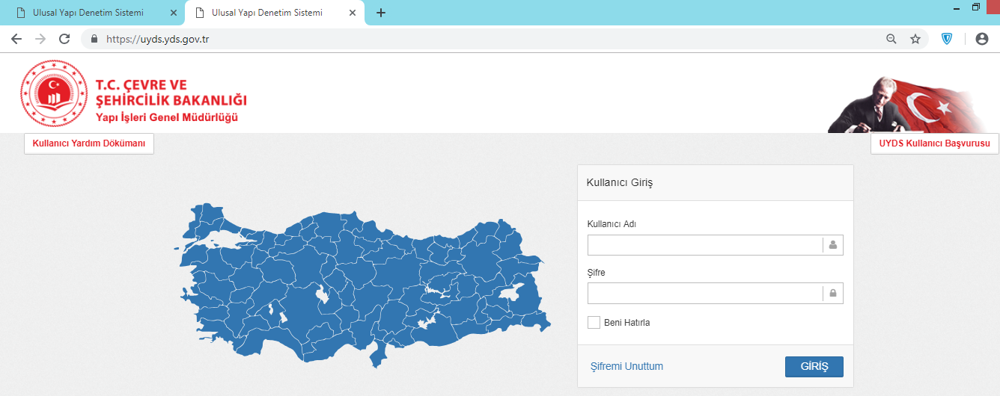 Ulusal Yapı Denetim Sistemi
Ulusal Yapı Denetim Sistemi
https://uyds.yds.gov.tr
T.C. ÇEVRE VE
ŞEHİRCİLİK BAKANLIĞI
Yapı İşleri Genel Müdürlüğü
Kullanıcı Yardım Dökümanı
UYDS Kullanıcı Başvurusu
Kullanıcı Giriş
Kullanıcı Adı
Şifre
Beni Hatırla
Şifremi Unuttum
GİRİŞ